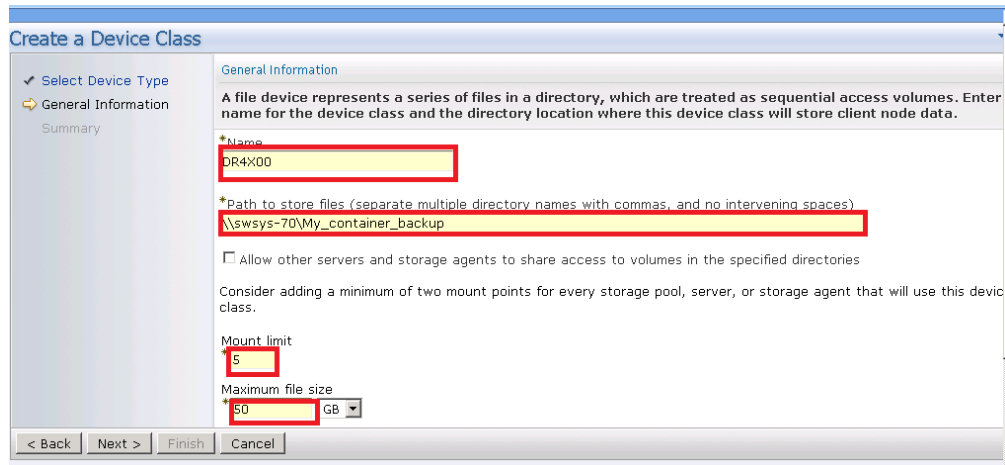 Create a Device Class
Select Device Type
General Information
Summary
General Information
A file device represents a series of files in a directory, which are treated as sequential access volumes. Enter
name for the device class and the directory location where this device class will store client node data.
*Name
DR4X00
*Path to store files (separate multiple directory names with commas, and no intervening spaces)
\\swsys-70\My_container_backup
Allow other servers and storage agents to share access to volumes in the specified directories
Consider adding a minimum of two mount points for every storage pool, server, or storage agent that will use this devic
class.
Mount limit
*5
Maximum file size
*50 GB
< Back Next > Finish Cancel